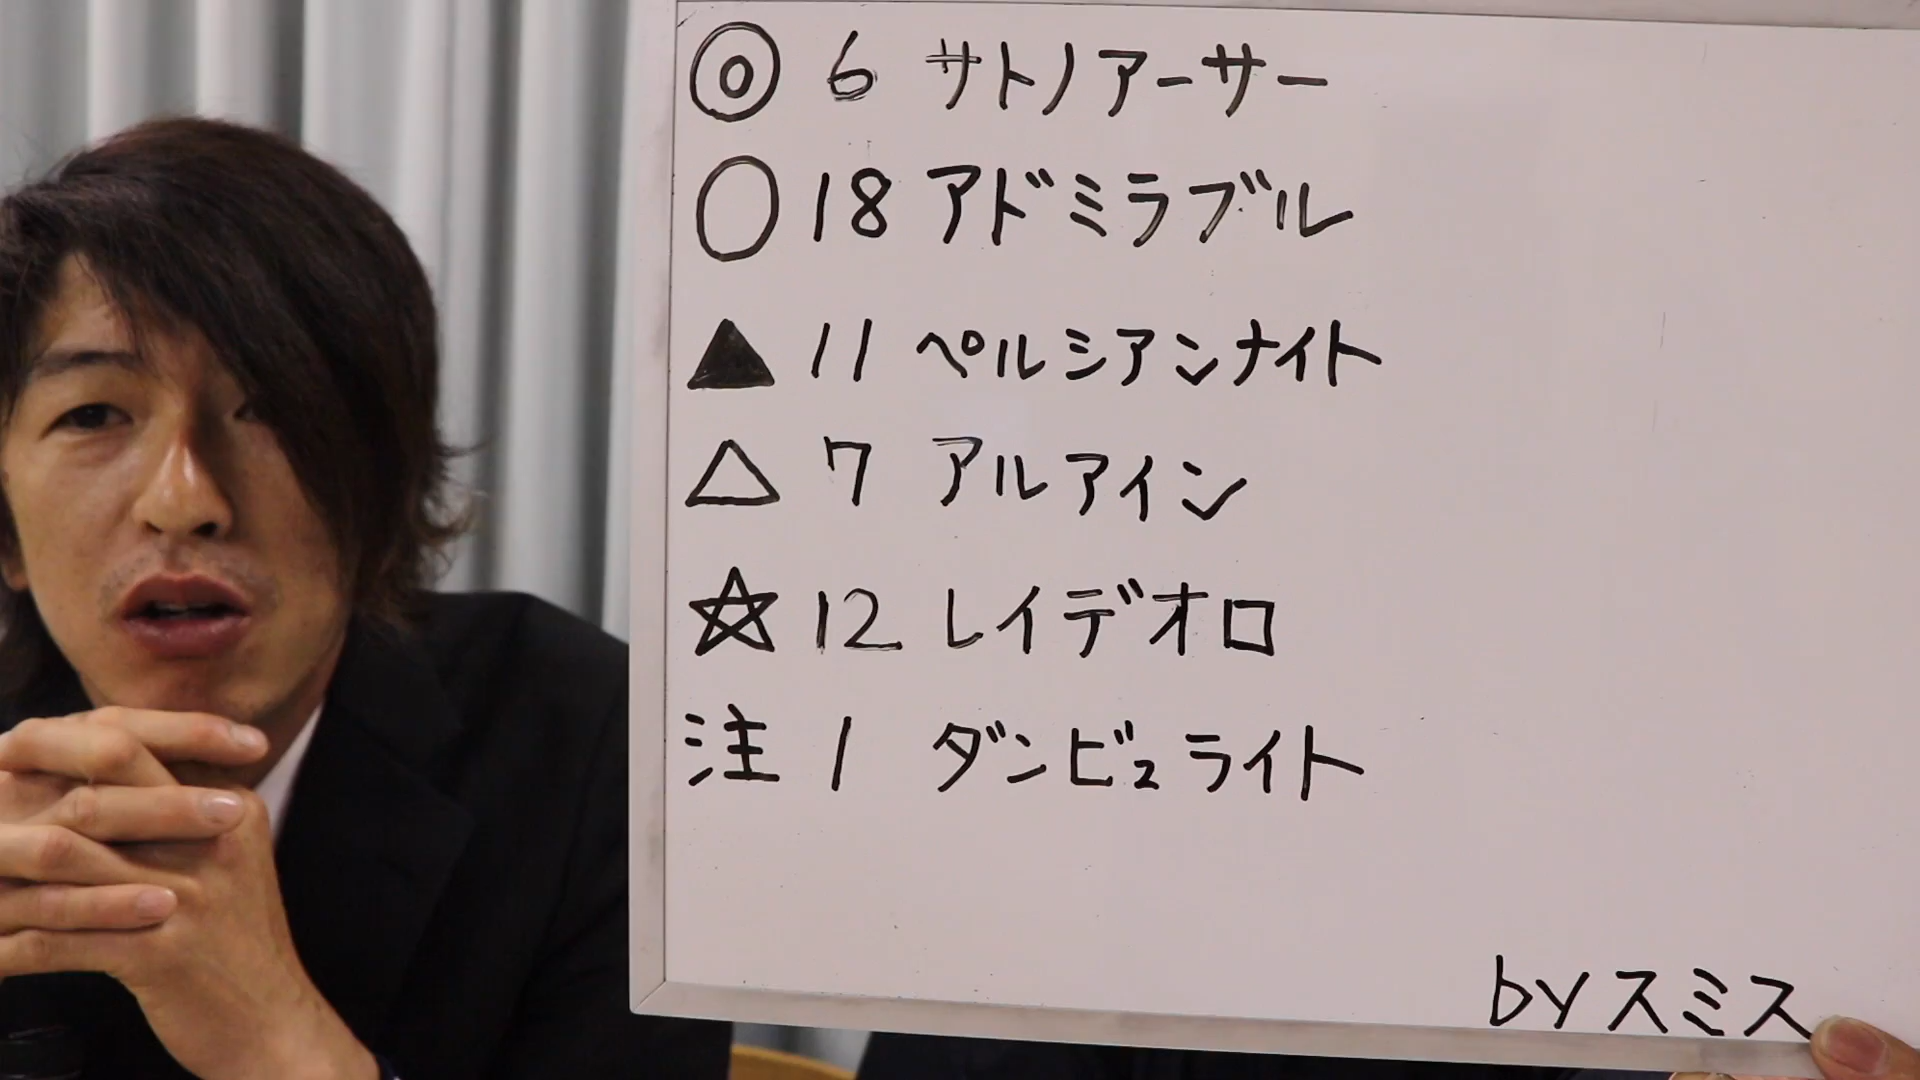 ◎ 6 サトノアーサー
○ 18 アドミラブル
▲ 11 ペルシアンナイト
△ 7 アルアイン
☆ 12 レイデオロ
注 1 ダンビュライト
by スミス